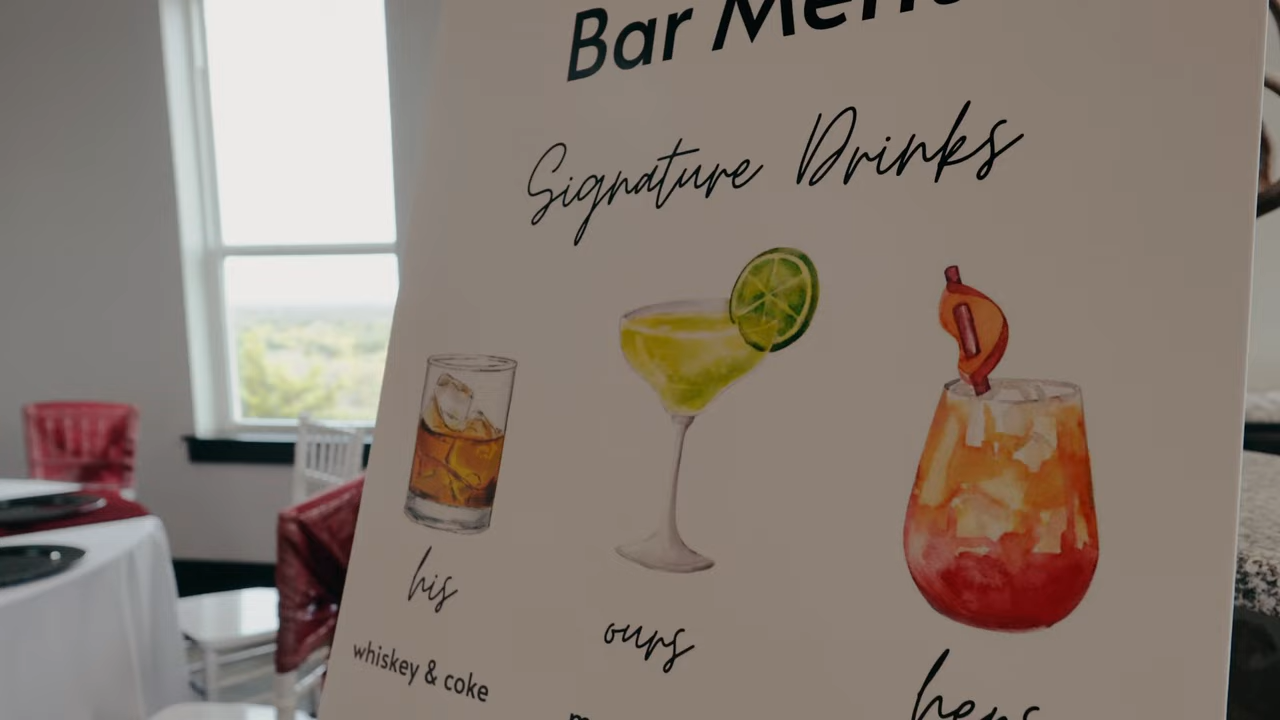 Bar Menu
Signature Drinks
his
ours
hers
whiskey & coke